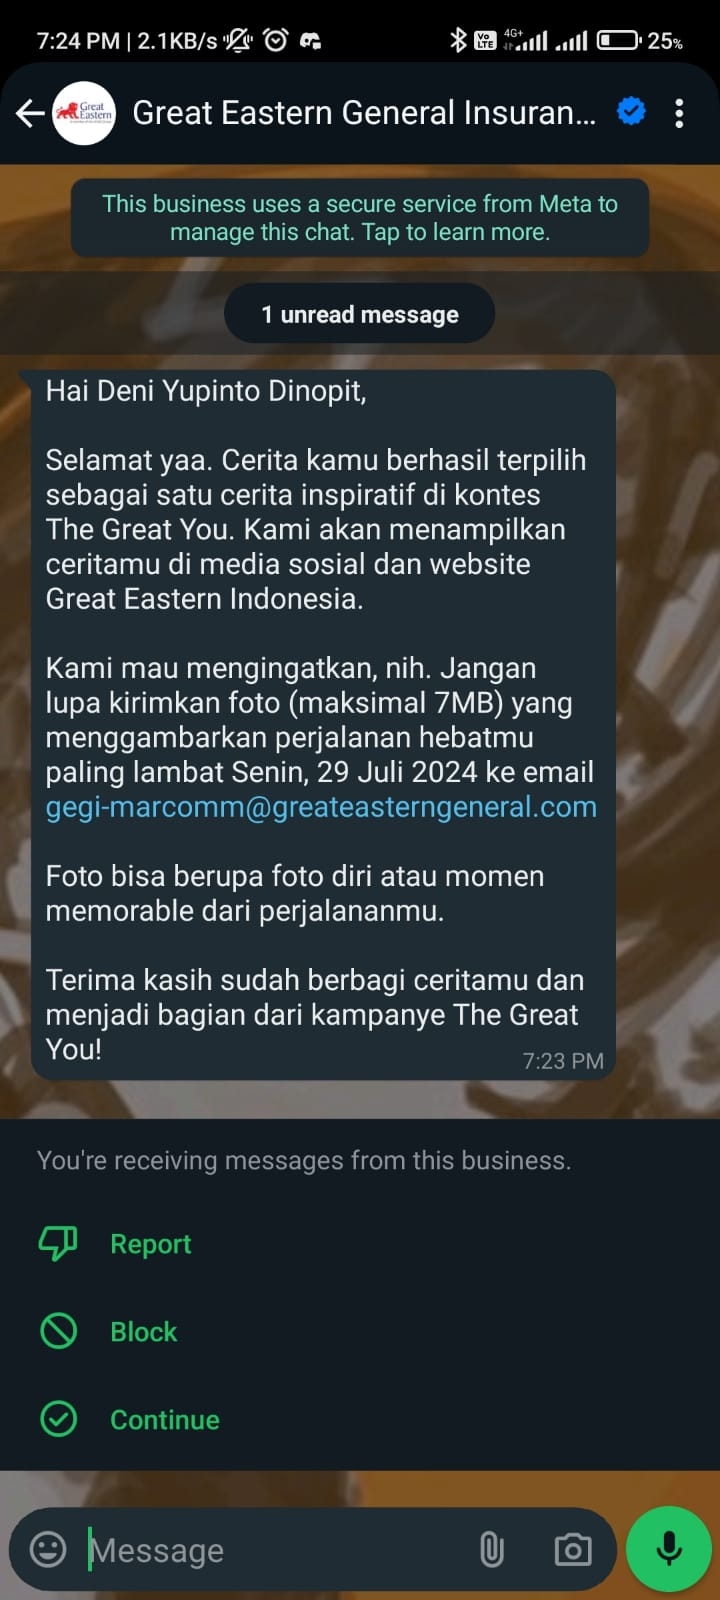 7:24 PM | 2.1KB/s
Vo LTE
4G+
25%
Great Eastern
Great Eastern General Insuran...
This business uses a secure service from Meta to
manage this chat. Tap to learn more.
1 unread message
Hai Deni Yupinto Dinopit,
Selamat yaa. Cerita kamu berhasil terpilih
sebagai satu cerita inspiratif di kontes
The Great You. Kami akan menampilkan
ceritamu di media sosial dan website
Great Eastern Indonesia.
Kami mau mengingatkan, nih. Jangan
lupa kirimkan foto (maksimal 7MB) yang
menggambarkan perjalanan hebatmu
paling lambat Senin, 29 Juli 2024 ke email
gegi-marcomm@greateasterngeneral.com
Foto bisa berupa foto diri atau momen
memorable dari perjalananmu.
Terima kasih sudah berbagi ceritamu dan
menjadi bagian dari kampanye The Great
You!
7:23 PM
You're receiving messages from this business.
Report
Block
Continue
Message